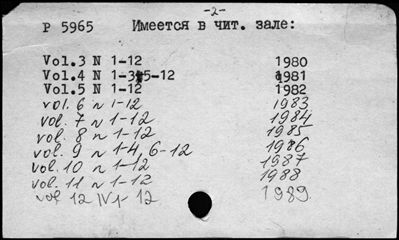 -2-
P 5965 Имеется в чит. зале:
Vol.3 N 1-12 1980
Vol.4 N 1-3,5-12 1981
Vol.5 N 1-12 1982
vol. 6 N 1-12 1983
vol. 7 N 1-12 1984
vol. 8 N 1-12 1985
vol. 9 N 1-4, 6-12 1986
vol. 10 N 1-12 1987
vol. 11 N 1-12 1988
vol 12 N 1-12 1989